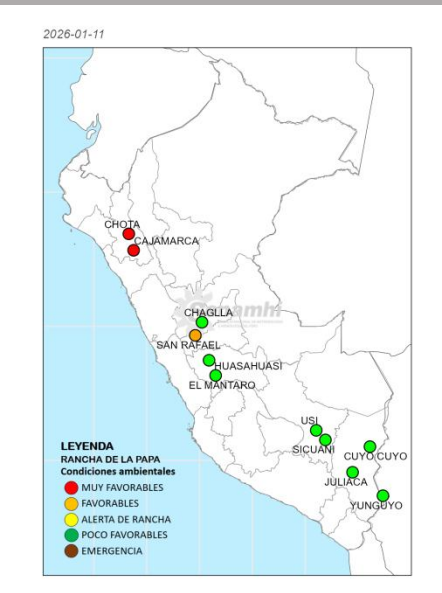 2026-01-11
CHOTA
CAJAMARCA
CHAGLLA
SAN RAFAEL
HUASAHUASI
EL MANTARO
USI
SICUANI
CUYO CUYO
JULIACA
YUNGUYO
LEYENDA
RANCHA DE LA PAPA
Condiciones ambientales
MUY FAVORABLES
FAVORABLES
ALERTA DE RANCHA
POCO FAVORABLES
EMERGENCIA